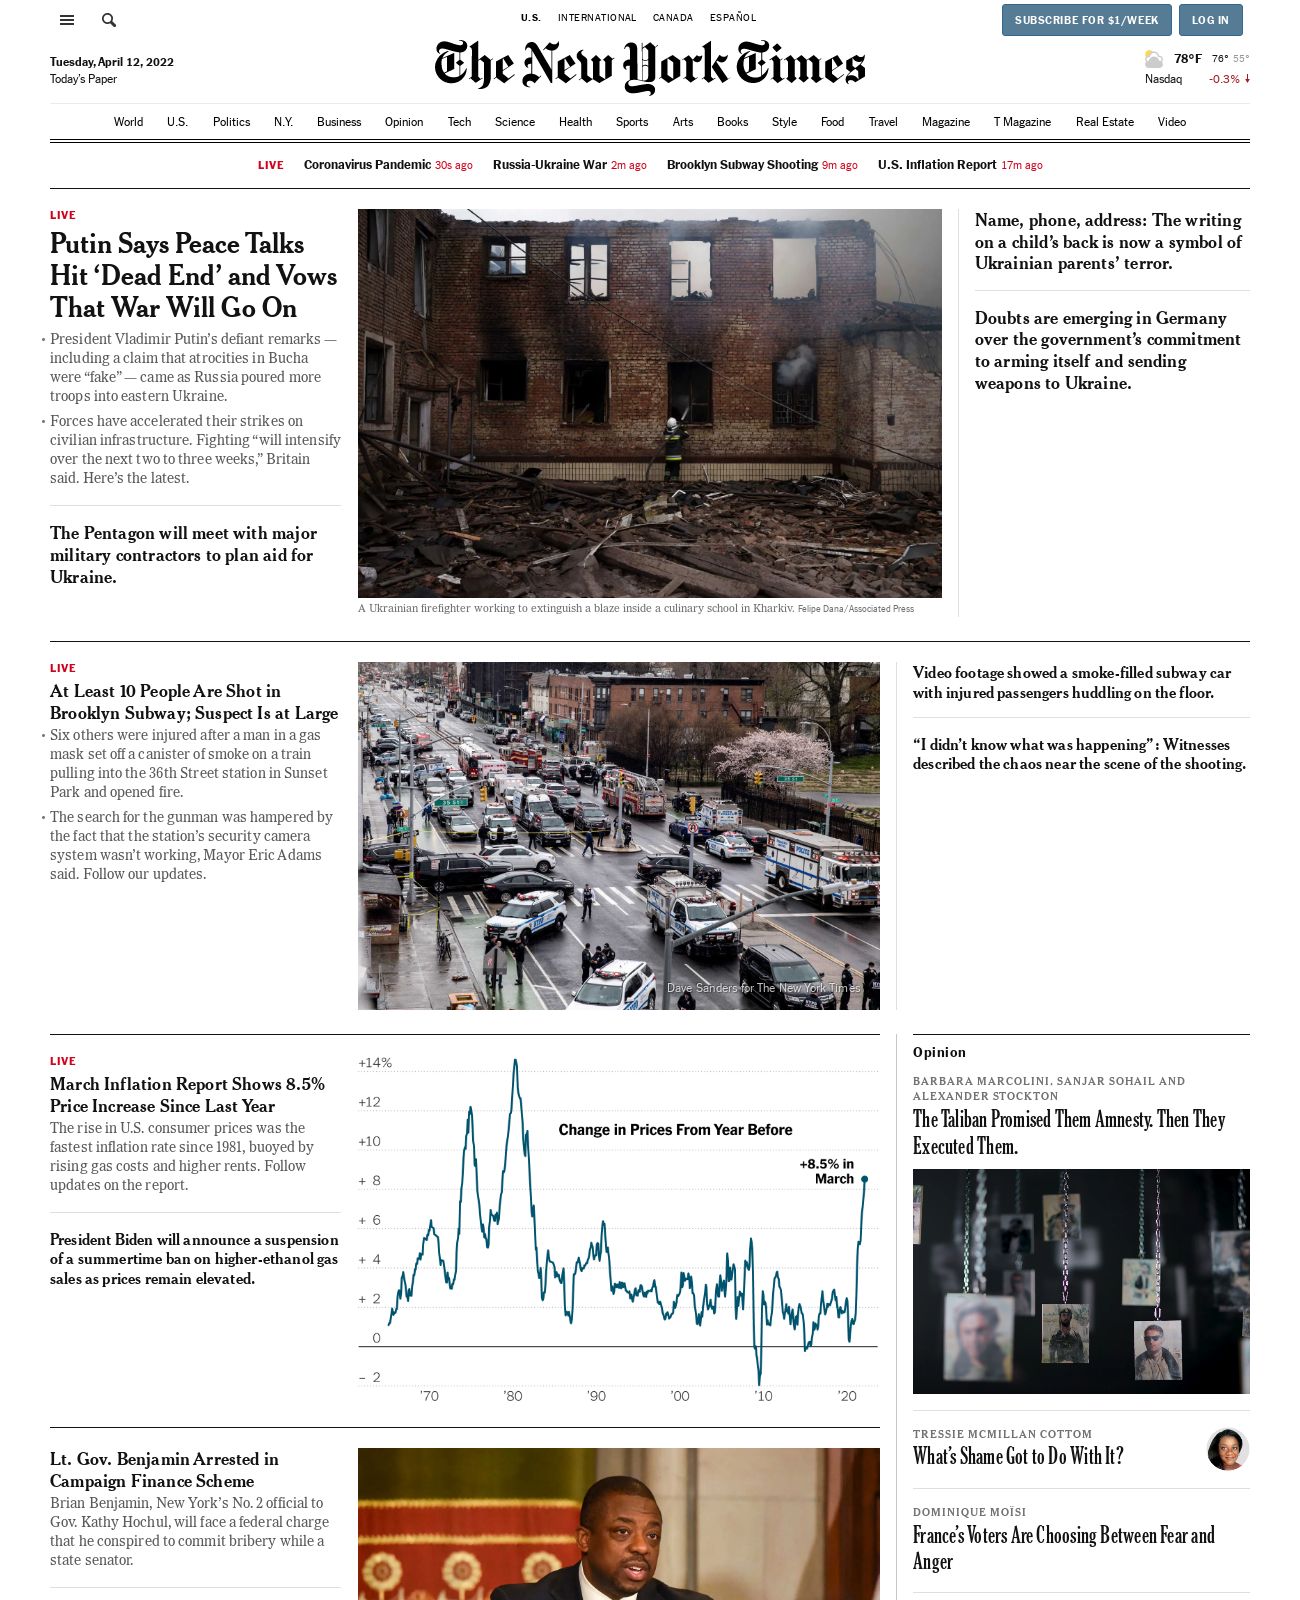 U.S. INTERNATIONAL CANADA ESPAÑOL
SUBSCRIBE FOR $1/WEEK LOG IN
Tuesday, April 12, 2022
Today's Paper
The New York Times
78°F 76° 55°
Nasdaq -0.3% ↓
World U.S. Politics N.Y. Business Opinion Tech Science Health Sports Arts Books Style Food Travel Magazine T Magazine Real Estate Video
LIVE Coronavirus Pandemic 30s ago Russia-Ukraine War 2m ago Brooklyn Subway Shooting 9m ago U.S. Inflation Report 17m ago
LIVE
Putin Says Peace Talks
Hit ‘Dead End’ and Vows
That War Will Go On
• President Vladimir Putin’s defiant remarks —
including a claim that atrocities in Bucha
were “fake” — came as Russia poured more
troops into eastern Ukraine.
• Forces have accelerated their strikes on
civilian infrastructure. Fighting “will intensify
over the next two to three weeks,” Britain
said. Here’s the latest.
The Pentagon will meet with major
military contractors to plan aid for
Ukraine.
A Ukrainian firefighter working to extinguish a blaze inside a culinary school in Kharkiv. Felipe Dana/Associated Press
Name, phone, address: The writing
on a child’s back is now a symbol of
Ukrainian parents’ terror.
Doubts are emerging in Germany
over the government’s commitment
to arming itself and sending
weapons to Ukraine.
LIVE
At Least 10 People Are Shot in
Brooklyn Subway; Suspect Is at Large
• Six others were injured after a man in a gas
mask set off a canister of smoke on a train
pulling into the 36th Street station in Sunset
Park and opened fire.
• The search for the gunman was hampered by
the fact that the station’s security camera
system wasn’t working, Mayor Eric Adams
said. Follow our updates.
Dave Sanders for The New York Times
Video footage showed a smoke-filled subway car
with injured passengers huddling on the floor.
“I didn’t know what was happening” : Witnesses
described the chaos near the scene of the shooting.
LIVE
March Inflation Report Shows 8.5%
Price Increase Since Last Year
The rise in U.S. consumer prices was the
fastest inflation rate since 1981, buoyed by
rising gas costs and higher rents. Follow
updates on the report.
President Biden will announce a suspension
of a summertime ban on higher-ethanol gas
sales as prices remain elevated.
+14%
+12
+10
+ 8
+ 6
+ 4
+ 2
0
– 2
Change in Prices From Year Before
+8.5% in
March
’70 ’80 ’90 ’00 ’10 ’20
Opinion
BARBARA MARCOLINI, SANJAR SOHAIL AND
ALEXANDER STOCKTON
The Taliban Promised Them Amnesty. Then They
Executed Them.
TRESSIE MCMILLAN COTTOM
What’s Shame Got to Do With It?
DOMINIQUE MOÏSI
France’s Voters Are Choosing Between Fear and
Anger
Lt. Gov. Benjamin Arrested in
Campaign Finance Scheme
Brian Benjamin, New York’s No. 2 official to
Gov. Kathy Hochul, will face a federal charge
that he conspired to commit bribery while a
state senator.